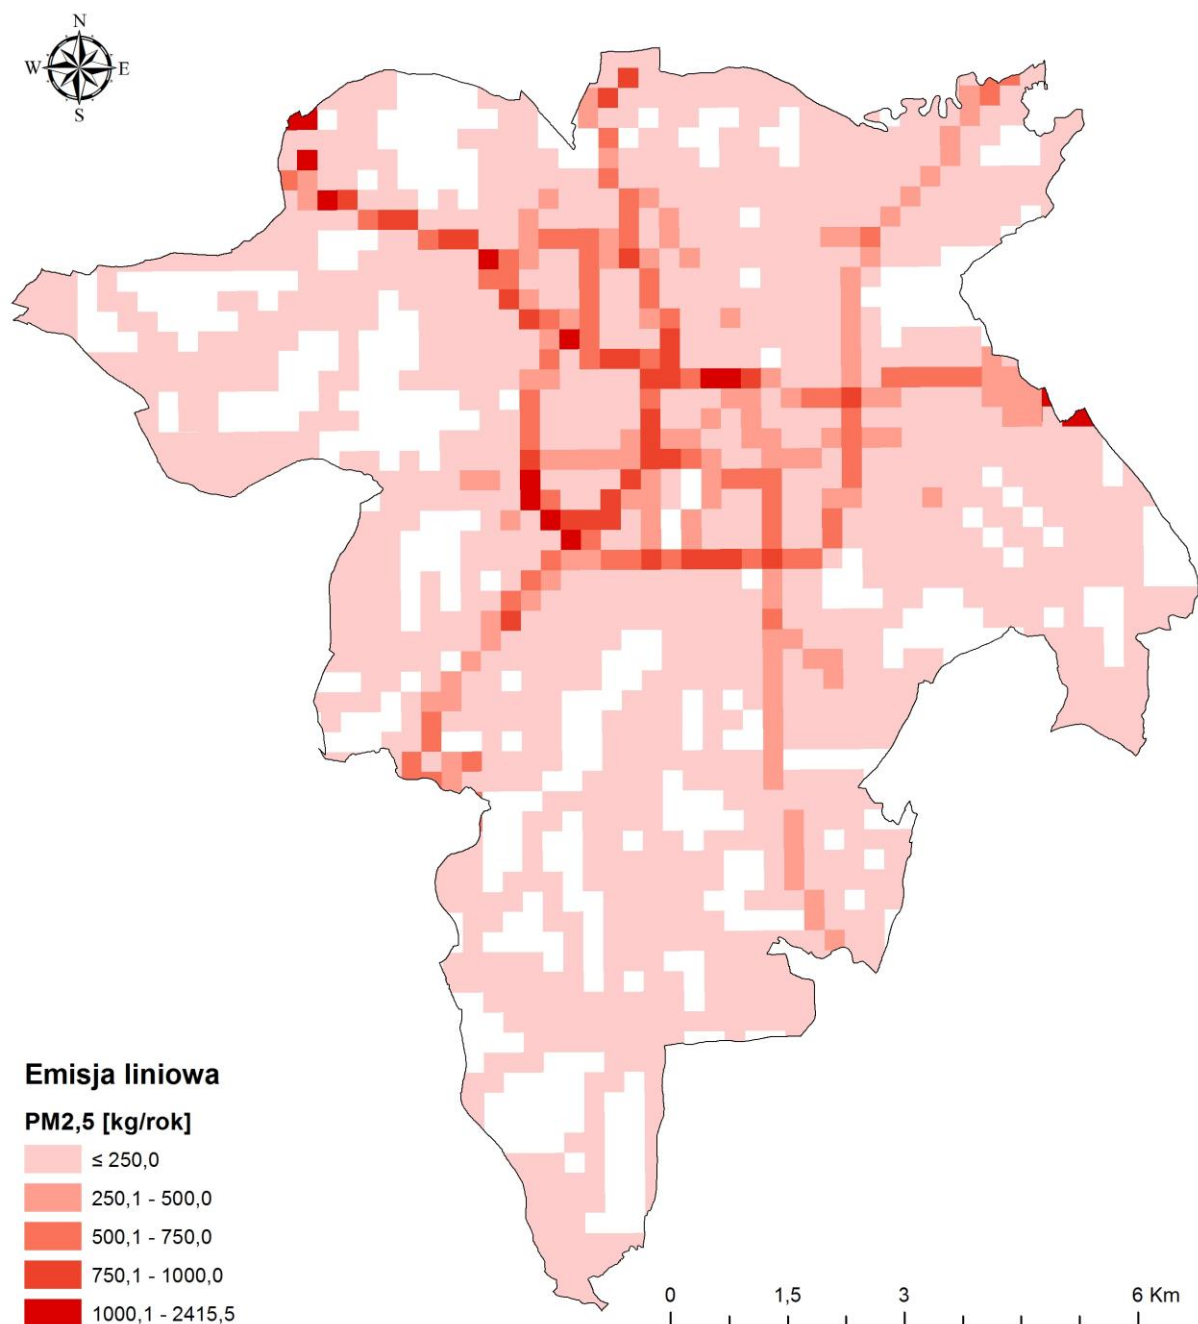 N
W E
S
Emisja liniowa
PM2,5 [kg/rok]
≤ 250,0
250,1 - 500,0
500,1 - 750,0
750,1 - 1000,0
1000,1 - 2415,5
0 1,5 3 6 Km